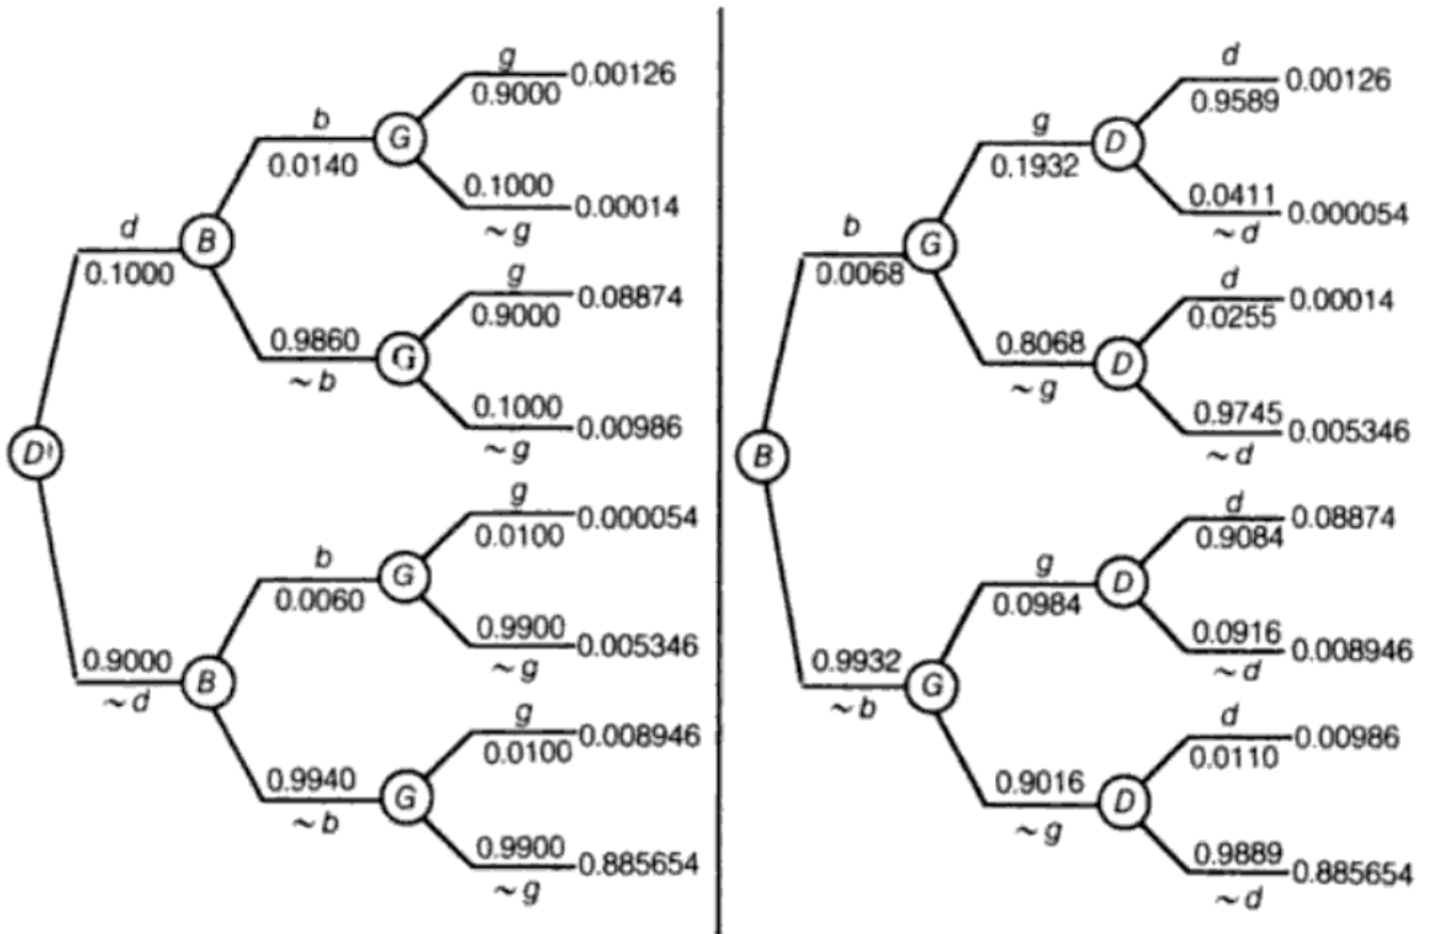 g
0.00126
0.9000
b
G
0.0140
0.1000
0.00014
~g
d
B
0.1000
g
0.08874
0.9000
0.9860
G
~b
0.1000
0.00986
~g
D
g
0.000054
0.0100
b
G
0.0060
0.9900
0.005346
~g
0.9000
B
~d
g
0.008946
0.0100
0.9940
G
~b
0.9900
0.885654
~g
d
0.00126
0.9589
g
D
0.1932
0.0411
0.000054
~d
b
G
0.0068
d
0.00014
0.0255
0.8068
D
~g
0.9745
0.005346
~d
B
d
0.08874
0.9084
g
D
0.0984
0.0916
0.008946
~d
0.9932
G
~b
d
0.00986
0.0110
0.9016
D
~g
0.9889
0.885654
~d